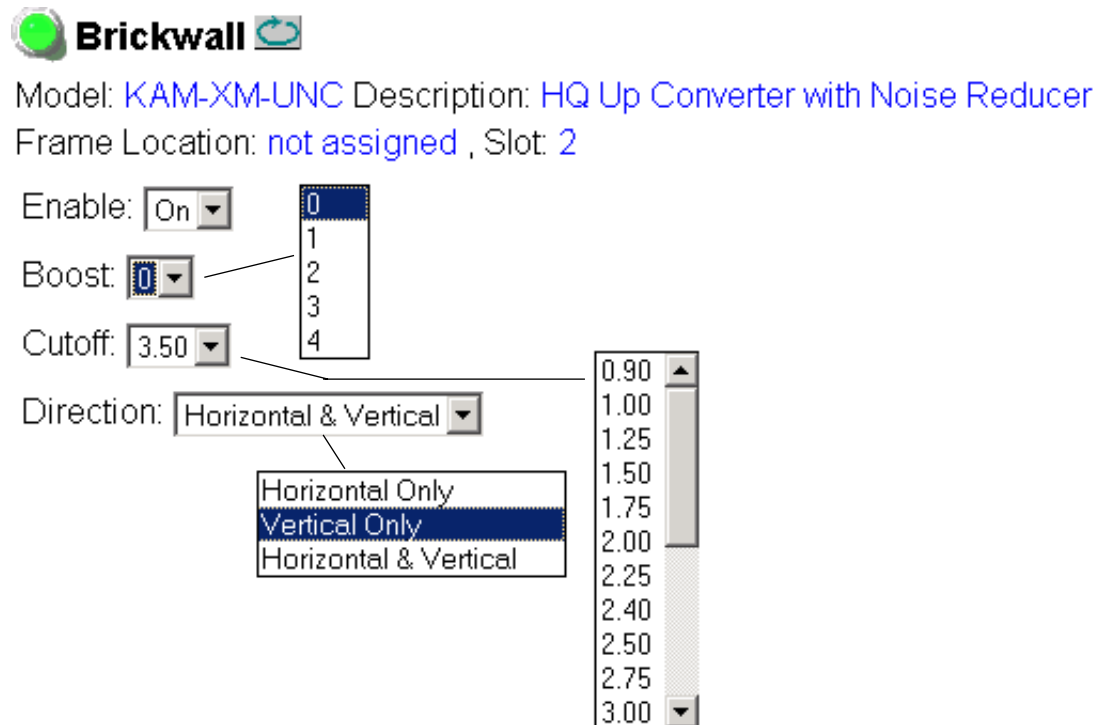 Brickwall
Model: KAM-XM-UNC Description: HQ Up Converter with Noise Reducer
Frame Location: not assigned , Slot: 2
Enable: On
Boost: 0
0
1
2
3
4
Cutoff: 3.50
Direction: Horizontal & Vertical
Horizontal Only
Vertical Only
Horizontal & Vertical
0.90
1.00
1.25
1.50
1.75
2.00
2.25
2.40
2.50
2.75
3.00